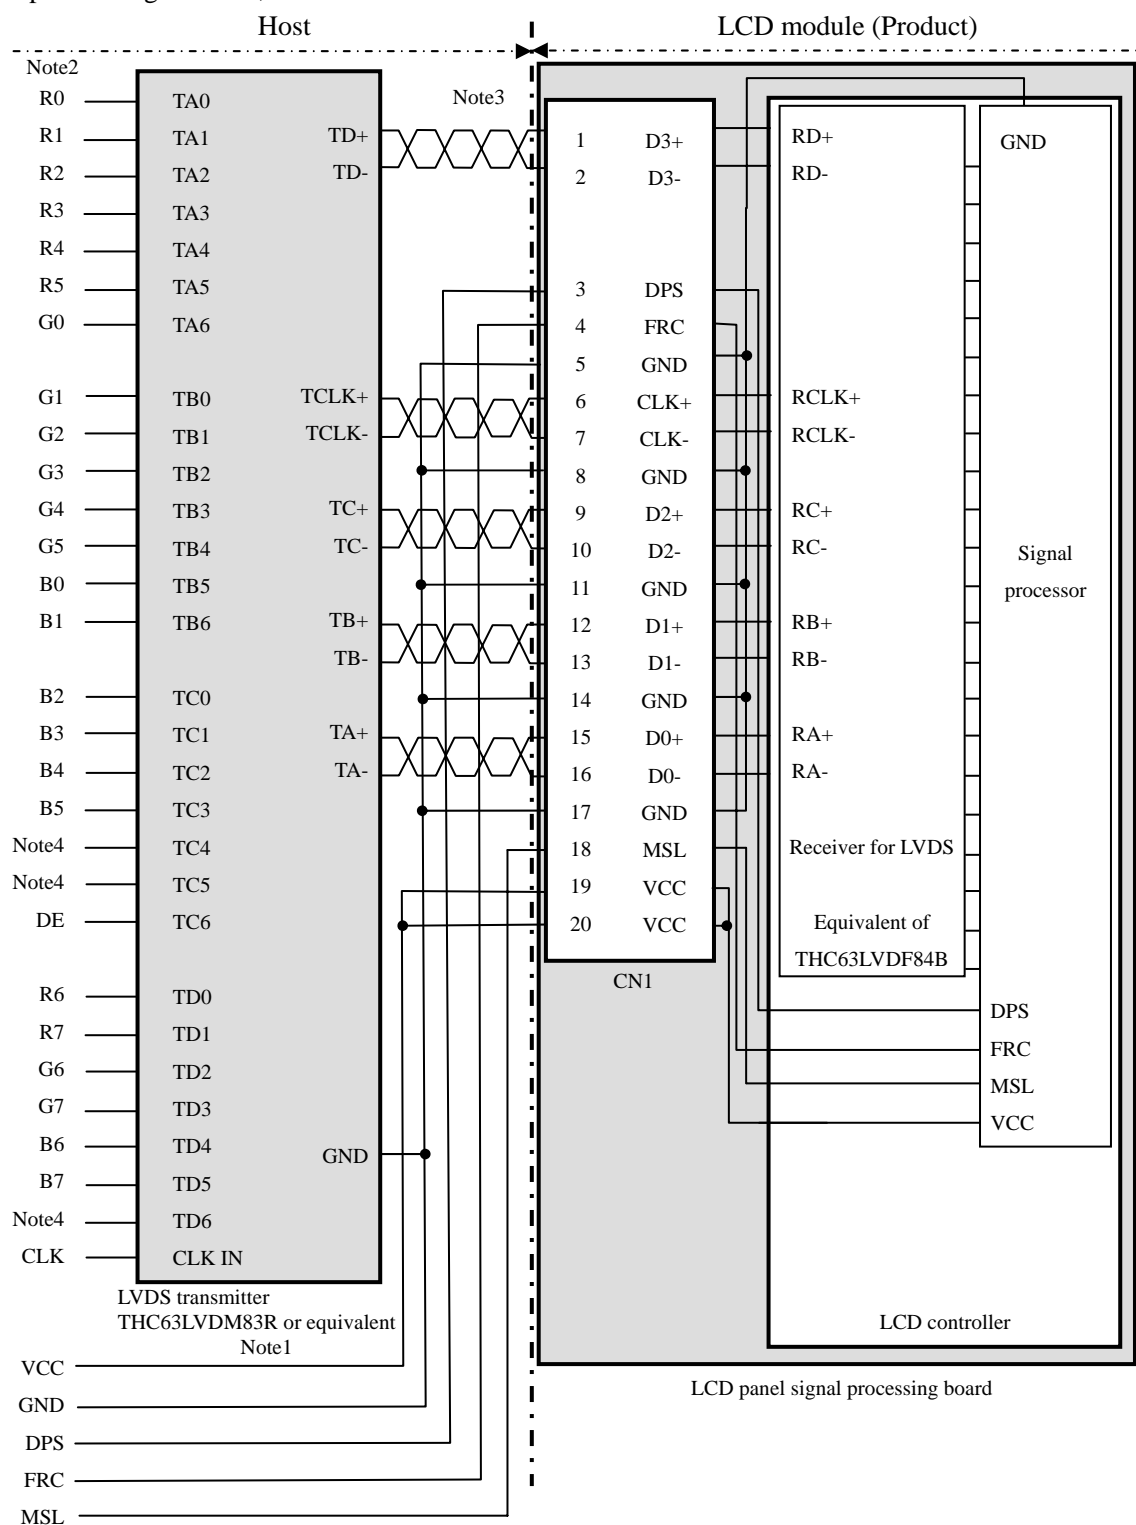 Host
LCD module (Product)
Note2
Note3
R0 TA0
R1 TA1 TD+ 1 D3+ RD+ GND
R2 TA2 TD- 2 D3- RD-
R3 TA3
R4 TA4
R5 TA5 3 DPS
G0 TA6 4 FRC
5 GND
G1 TB0 TCLK+ 6 CLK+ RCLK+
G2 TB1 TCLK- 7 CLK- RCLK-
G3 TB2 8 GND
G4 TB3 TC+ 9 D2+ RC+
G5 TB4 TC- 10 D2- RC- Signal
B0 TB5 11 GND processor
B1 TB6 TB+ 12 D1+ RB+
TB- 13 D1- RB-
B2 TC0 14 GND
B3 TC1 TA+ 15 D0+ RA+
B4 TC2 TA- 16 D0- RA-
B5 TC3 17 GND
Note4 TC4 18 MSL Receiver for LVDS
Note4 TC5 19 VCC
DE TC6 20 VCC Equivalent of
THC63LVDF84B
CN1
R6 TD0 DPS
R7 TD1 FRC
G6 TD2 MSL
G7 TD3 VCC
B6 TD4 GND
B7 TD5
Note4 TD6
CLK CLK IN
LVDS transmitter
THC63LVDM83R or equivalent LCD controller
Note1
VCC
LCD panel signal processing board
GND
DPS
FRC
MSL